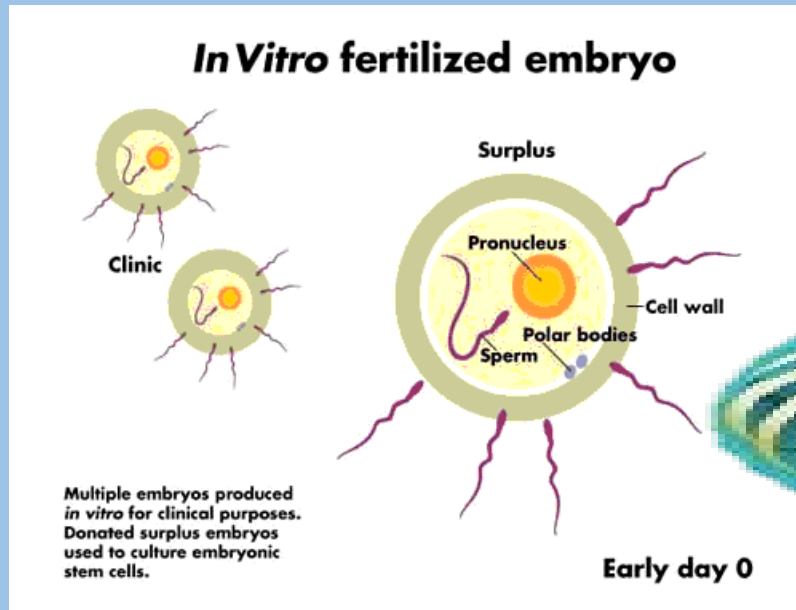 In Vitro fertilized embryo
Surplus
Pronucleus
Clinic
Cell wall
Polar bodies
Sperm
Multiple embryos produced
in vitro for clinical purposes.
Donated surplus embryos
used to culture embryonic
stem cells.
Early day 0